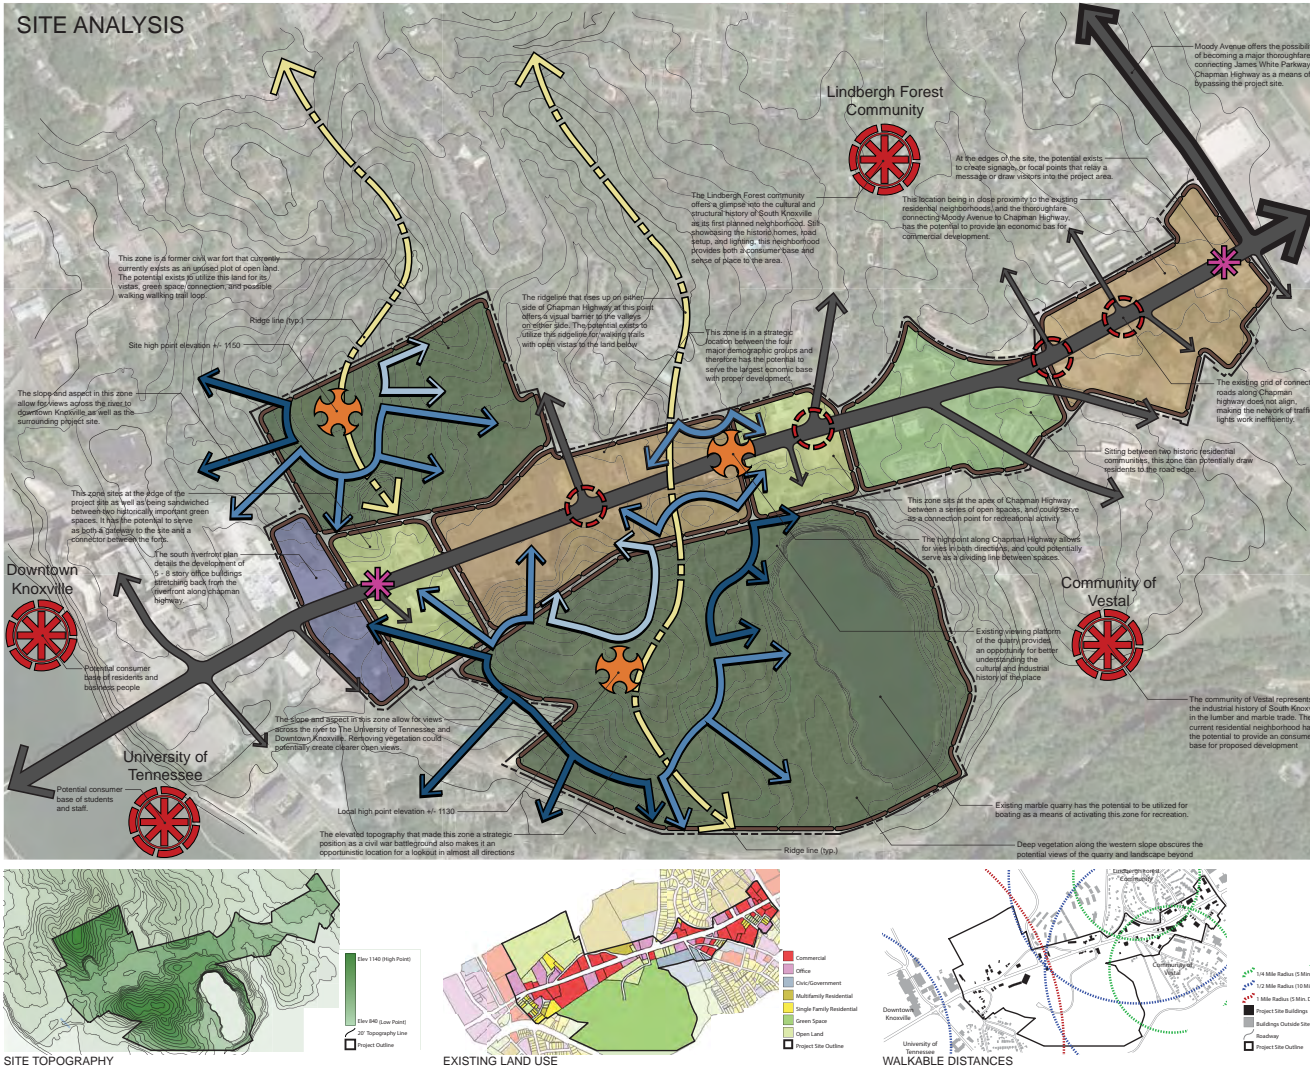 SITE ANALYSIS
Moody Avenue offers the possibili
of becoming a major thoroughfare
connecting James White Parkway
Chapman Highway as a means of
bypassing the project site.
Lindbergh Forest
Community
At the edges of the site, the potential exists
to create signage, or focal points that relay a
message or draw visitors into the project area.
This location being in close proximity to the existing
residential neighborhoods, and the thoroughfare
connecting Moody Avenue to Chapman Highway,
has the potential to provide an economic bas for
commercial development.
The Lindbergh Forest community
offers a glimpse into the cultural and
structural history of South Knoxville
as its first planned neighborhood. Still
showcasing the historic homes, road
setup, and lighting, this neighborhood
provides both a consumer base and
sense of place to the area.
This zone is a former civil war fort that currently
currently exists as an unused plot of open land.
The potential exists to utilize this land for its
vistas, green space connection, and possible
walking walkng trail loop.
Ridge line (typ.)
Site high point elevation +/- 1150
The ridgeline that rises up on either
side of Chapman Highway at this point
offers a visual barrier to the valleys
on either side. The potential exists to
utilize this ridgeline for walking trails
with open vistas to the land below
This zone is in a strategic
location between the four
major demographic groups and
therefore has the potential to
serve the largest ecnomic base
with proper development.
The slope and aspect in this zone
allow for views across the river to
downtown Knoxville as well as the
surrounding project site.
The existing grid of connect
roads along Chapman
highway does not align,
making the network of traffi
lights work inefficiently.
Sitting between two historic residential
communities, this zone can potentially draw
residents to the road edge.
This zone sites at the edge of the
project site as well as being sandwiched
between two historically important green
spaces. It has the potential to serve
as both a gateway to the site and a
connector between the forts.
This zone sits at the apex of Chapman Highway
between a series of open spaces, and could serve
as a connection point for recreational activity.
The highpoint along Chapman Highway allows
for vies in both directions, and could potentially
serve as a dividing line between spaces.
The south riverfront plan
details the development of
5 - 8 story office buildings
stretching back from the
riverfront along chapman
highway.
Downtown
Knoxville
Community of
Vestal
Existing viewing platform
of the quarry provides
an opportunity for better
understanding the
cultural and industrial
history of the place
Potential consumer
base of residents and
business people
The community of Vestal represents
the industrial history of South Knox
in the lumber and marble trade. The
current residential neighborhood ha
the potential to provide an consume
base for proposed development
The slope and aspect in this zone allow for views
across the river to The University of Tennessee and
Downtown Knoxville. Removing vegetation could
potentially create clearer open views.
University of
Tennessee
Potential consumer
base of students
and staff.
Local high point elevation +/- 1130
Existing marble quarry has the potential to be utilized for
boating as a means of activating this zone for recreation.
The elevated topography that made this zone a strategic
position as a civil war battleground also makes it an
opportunistic location for a lookout in almost all directions
Ridge line (typ.)
Deep vegetation along the western slope obscures the
potential views of the quarry and landscape beyond
Elev 1140 (High Point)
Elev 840 (Low Point)
20' Topography Line
Project Outline
SITE TOPOGRAPHY
Commercial
Office
Civic/Government
Multifamily Residential
Single Family Residential
Green Space
Open Land
Project Site Outline
EXISTING LAND USE
Lindbergh Forest
Community
Community of
Vestal
Downtown
Knoxville
University of
Tennessee
1/4 Mile Radius (5 Min
1/2 Mile Radius (10 Mi
1 Mile Radius (5 Min. D
Project Site Buildings
Buildings Outside Site
Roadway
Project Site Outline
WALKABLE DISTANCES